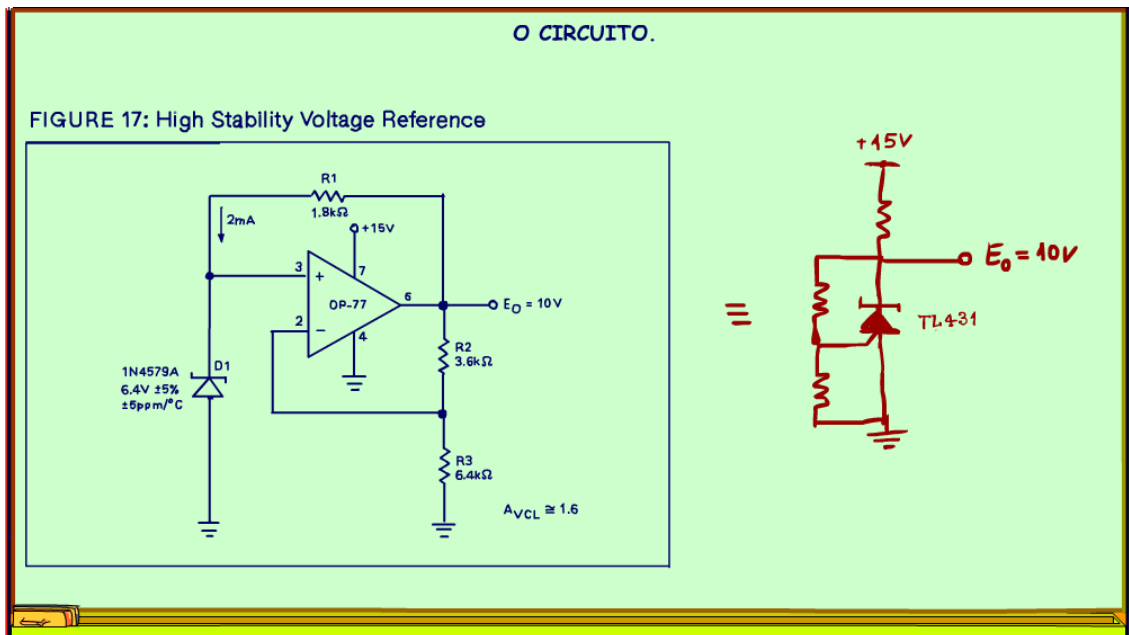 O CIRCUITO.
FIGURE 17: High Stability Voltage Reference
R1
1.8kΩ
2mA
+15V
3
+
7
OP-77
6
E₀ = 10V
2
−
4
R2
3.6kΩ
1N4579A
6.4V ±5%
±5ppm/°C
D1
R3
6.4kΩ
AVCL ≅ 1.6
≡
+15V
E₀ = 10V
TL431